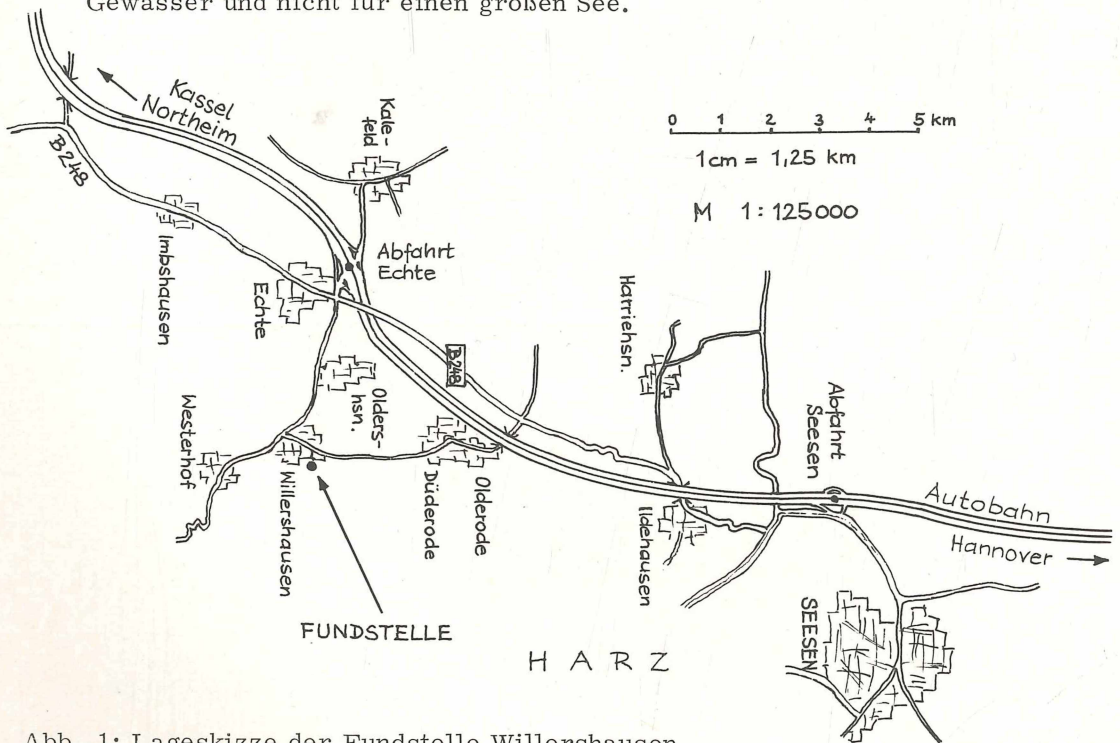 Gewässer und nicht für einen großen See.
Kassel
Northeim
B248
Kale-
feld
0 1 2 3 4 5 km
1cm = 1,25 km
M 1:125000
Abfahrt
Echte
Imbshausen
Echte
Harriehsn.
B248
Olders-
hsn.
Abfahrt
Seesen
Westerhof
Willershausen
Düderode
Olderode
Ildehausen
Autobahn
Hannover
SEESEN
FUNDSTELLE
HARZ
Abb. 1: Lageskizze der Fundstelle Willershausen